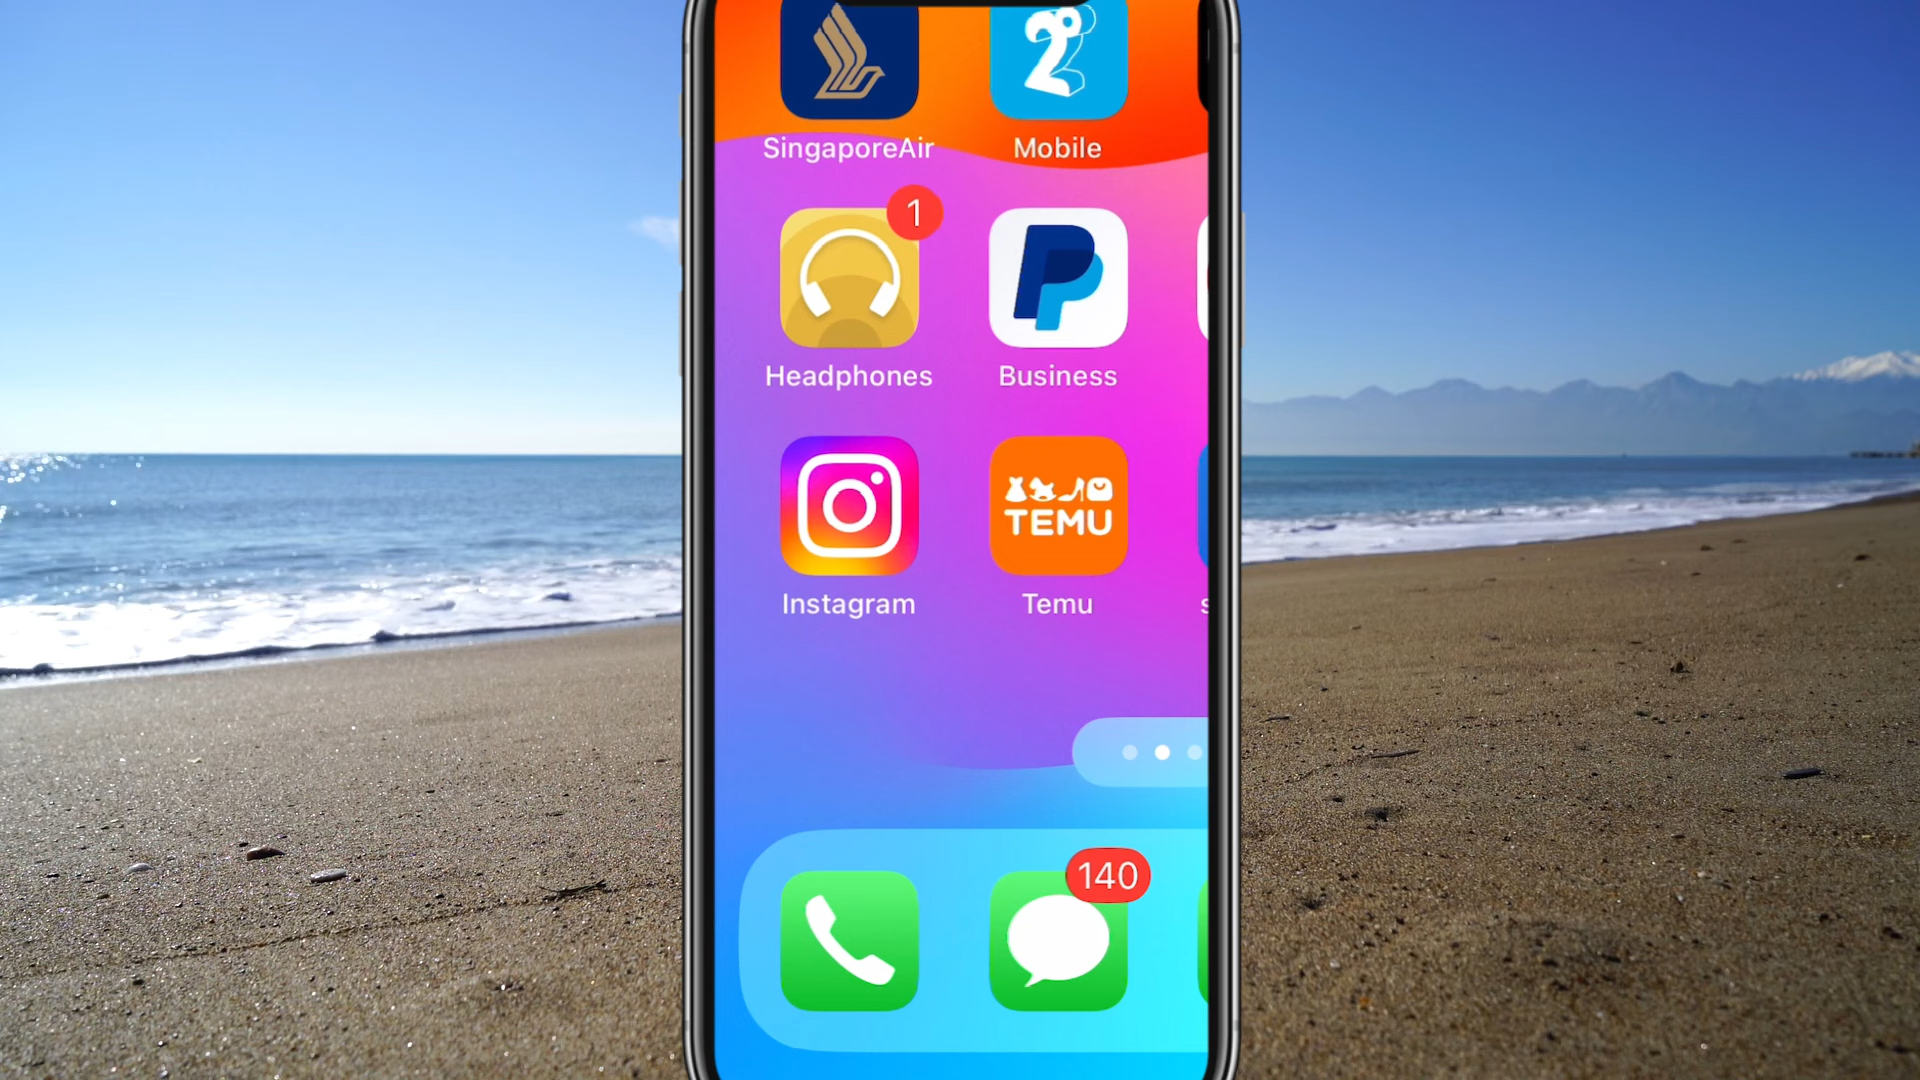 SingaporeAir
Mobile
1
Headphones
Business
TEMU
Instagram
Temu
140